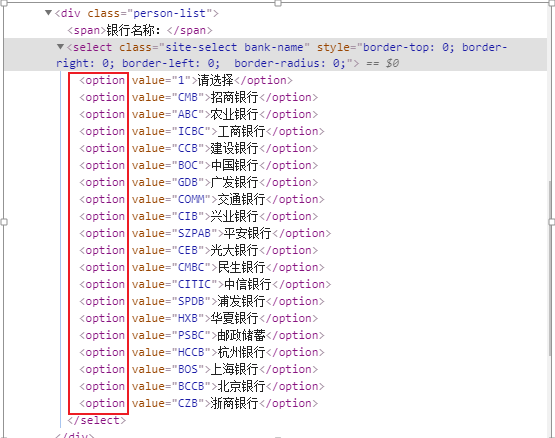 ▼<div class="person-list">
<span>银行名称: </span>
▼<select class="site-select bank-name" style="border-top: 0; border-
right: 0; border-left: 0;  border-radius: 0;"> == $0
<option value="1">请选择</option>
<option value="CMB">招商银行</option>
<option value="ABC">农业银行</option>
<option value="ICBC">工商银行</option>
<option value="CCB">建设银行</option>
<option value="BOC">中国银行</option>
<option value="GDB">广发银行</option>
<option value="COMM">交通银行</option>
<option value="CIB">兴业银行</option>
<option value="SZPAB">平安银行</option>
<option value="CEB">光大银行</option>
<option value="CMBC">民生银行</option>
<option value="CITIC">中信银行</option>
<option value="SPDB">浦发银行</option>
<option value="HXB">华夏银行</option>
<option value="PSBC">邮政储蓄</option>
<option value="HCCB">杭州银行</option>
<option value="BOS">上海银行</option>
<option value="BCCB">北京银行</option>
<option value="CZB">浙商银行</option>
</select>
</div>